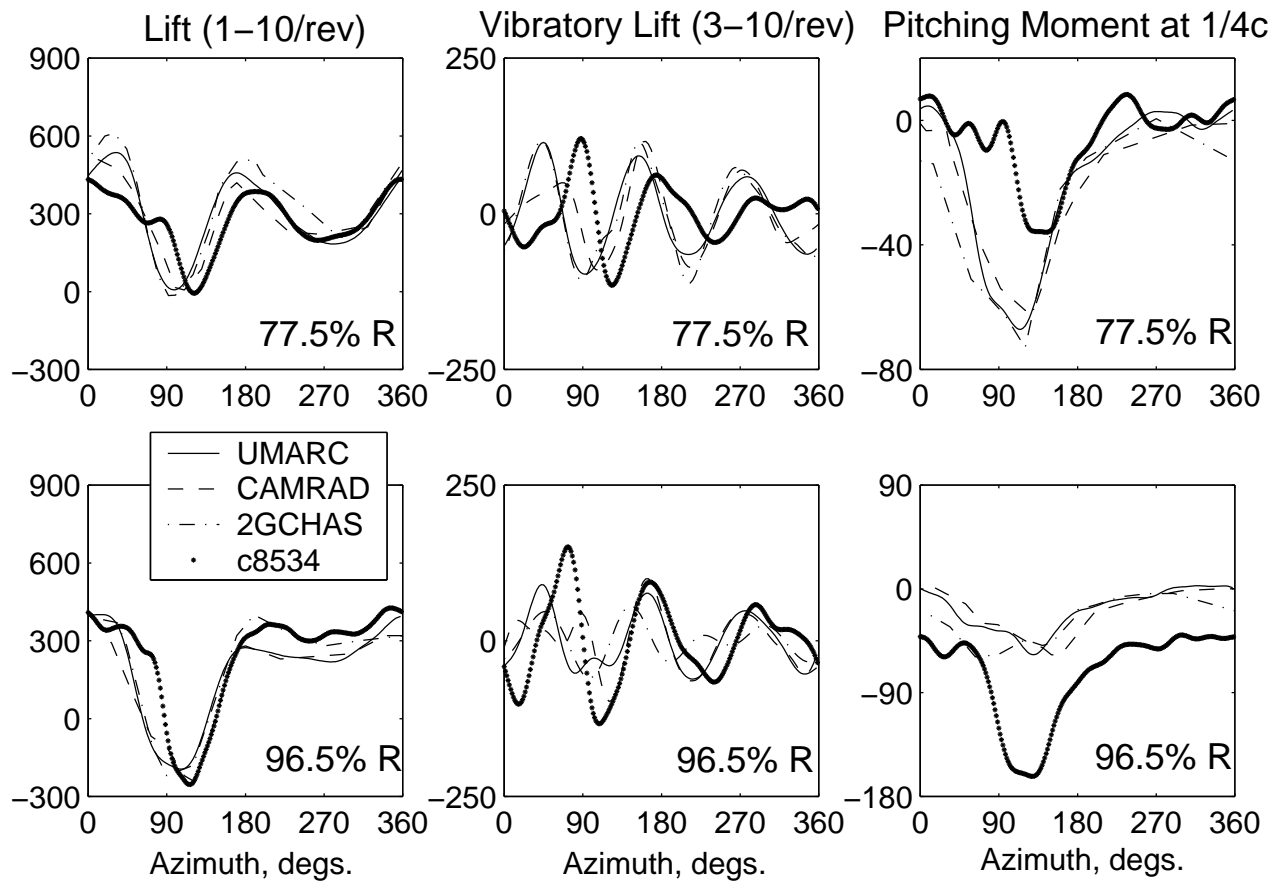 Lift (1−10/rev)
Vibratory Lift (3−10/rev)
Pitching Moment at 1/4c
900
600
300
0
−300
0 90 180 270 360
77.5% R
250
0
−250
0 90 180 270 360
77.5% R
0
−40
−80
0 90 180 270 360
77.5% R
UMARC
CAMRAD
2GCHAS
c8534
900
600
300
0
−300
0 90 180 270 360
96.5% R
Azimuth, degs.
250
0
−250
0 90 180 270 360
96.5% R
Azimuth, degs.
90
0
−90
−180
0 90 180 270 360
96.5% R
Azimuth, degs.